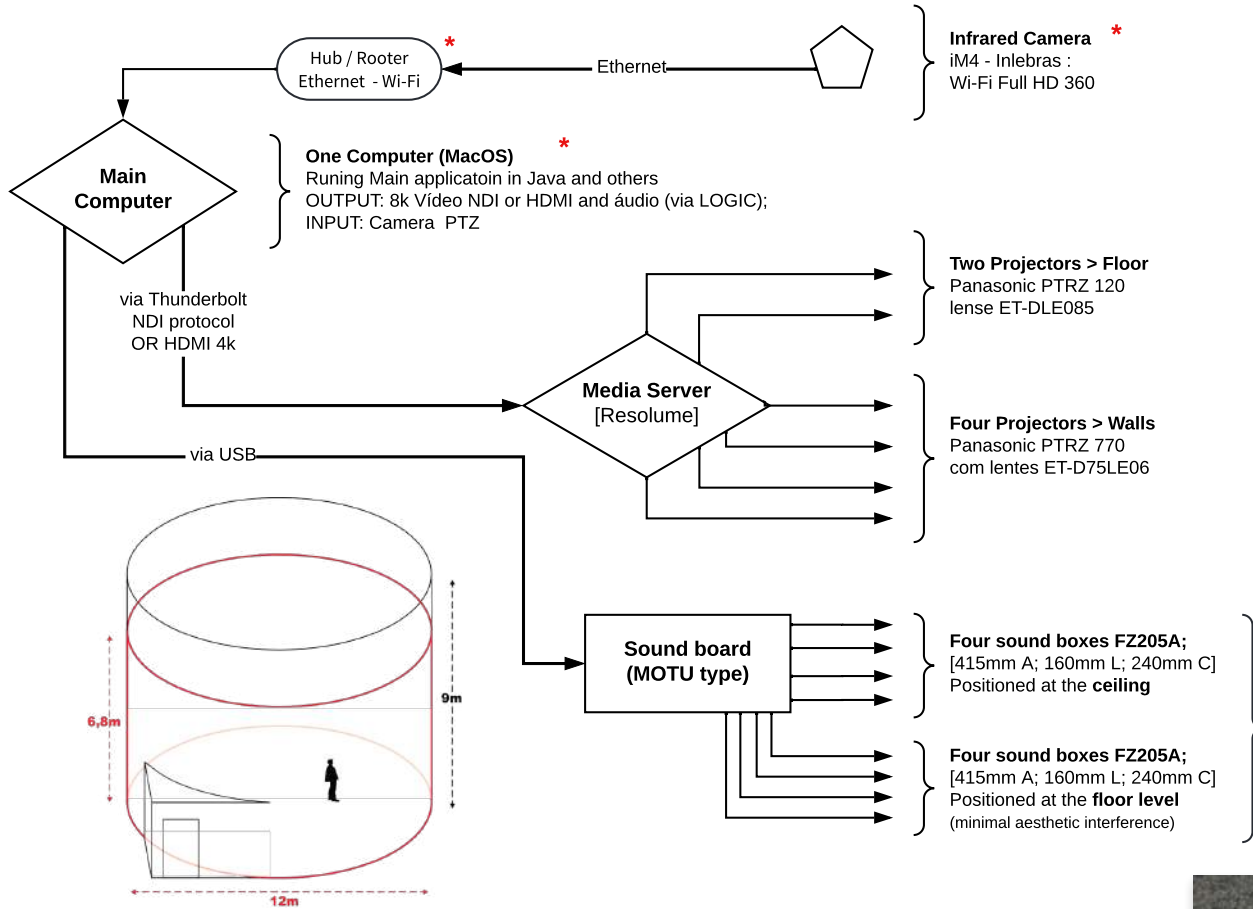 Hub / Rooter
Ethernet - Wi-Fi
*
Ethernet
Infrared Camera *
iM4 - Inlebras :
Wi-Fi Full HD 360
Main
Computer
One Computer (MacOS) *
Runing Main applicatoin in Java and others
OUTPUT: 8k Vídeo NDI or HDMI and áudio (via LOGIC);
INPUT: Camera PTZ
via Thunderbolt
NDI protocol
OR HDMI 4k
Two Projectors > Floor
Panasonic PTRZ 120
lense ET-DLE085
Media Server
[Resolume]
Four Projectors > Walls
Panasonic PTRZ 770
com lentes ET-D75LE06
via USB
6,8m
9m
12m
Sound board
(MOTU type)
Four sound boxes FZ205A;
[415mm A; 160mm L; 240mm C]
Positioned at the ceiling
Four sound boxes FZ205A;
[415mm A; 160mm L; 240mm C]
Positioned at the floor level
(minimal aesthetic interference)